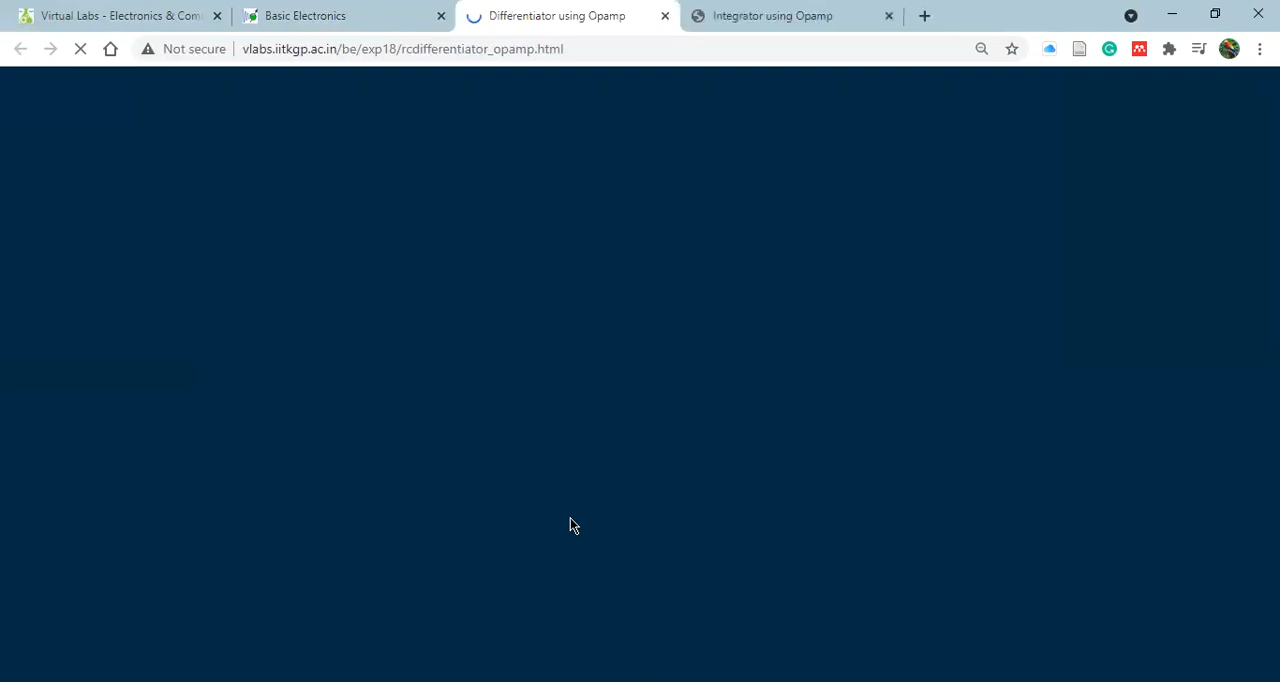 Virtual Labs - Electronics & Com
Basic Electronics
Differentiator using Opamp
Integrator using Opamp
Not secure
vlabs.iitkgp.ac.in/be/exp18/rcdifferentiator_opamp.html